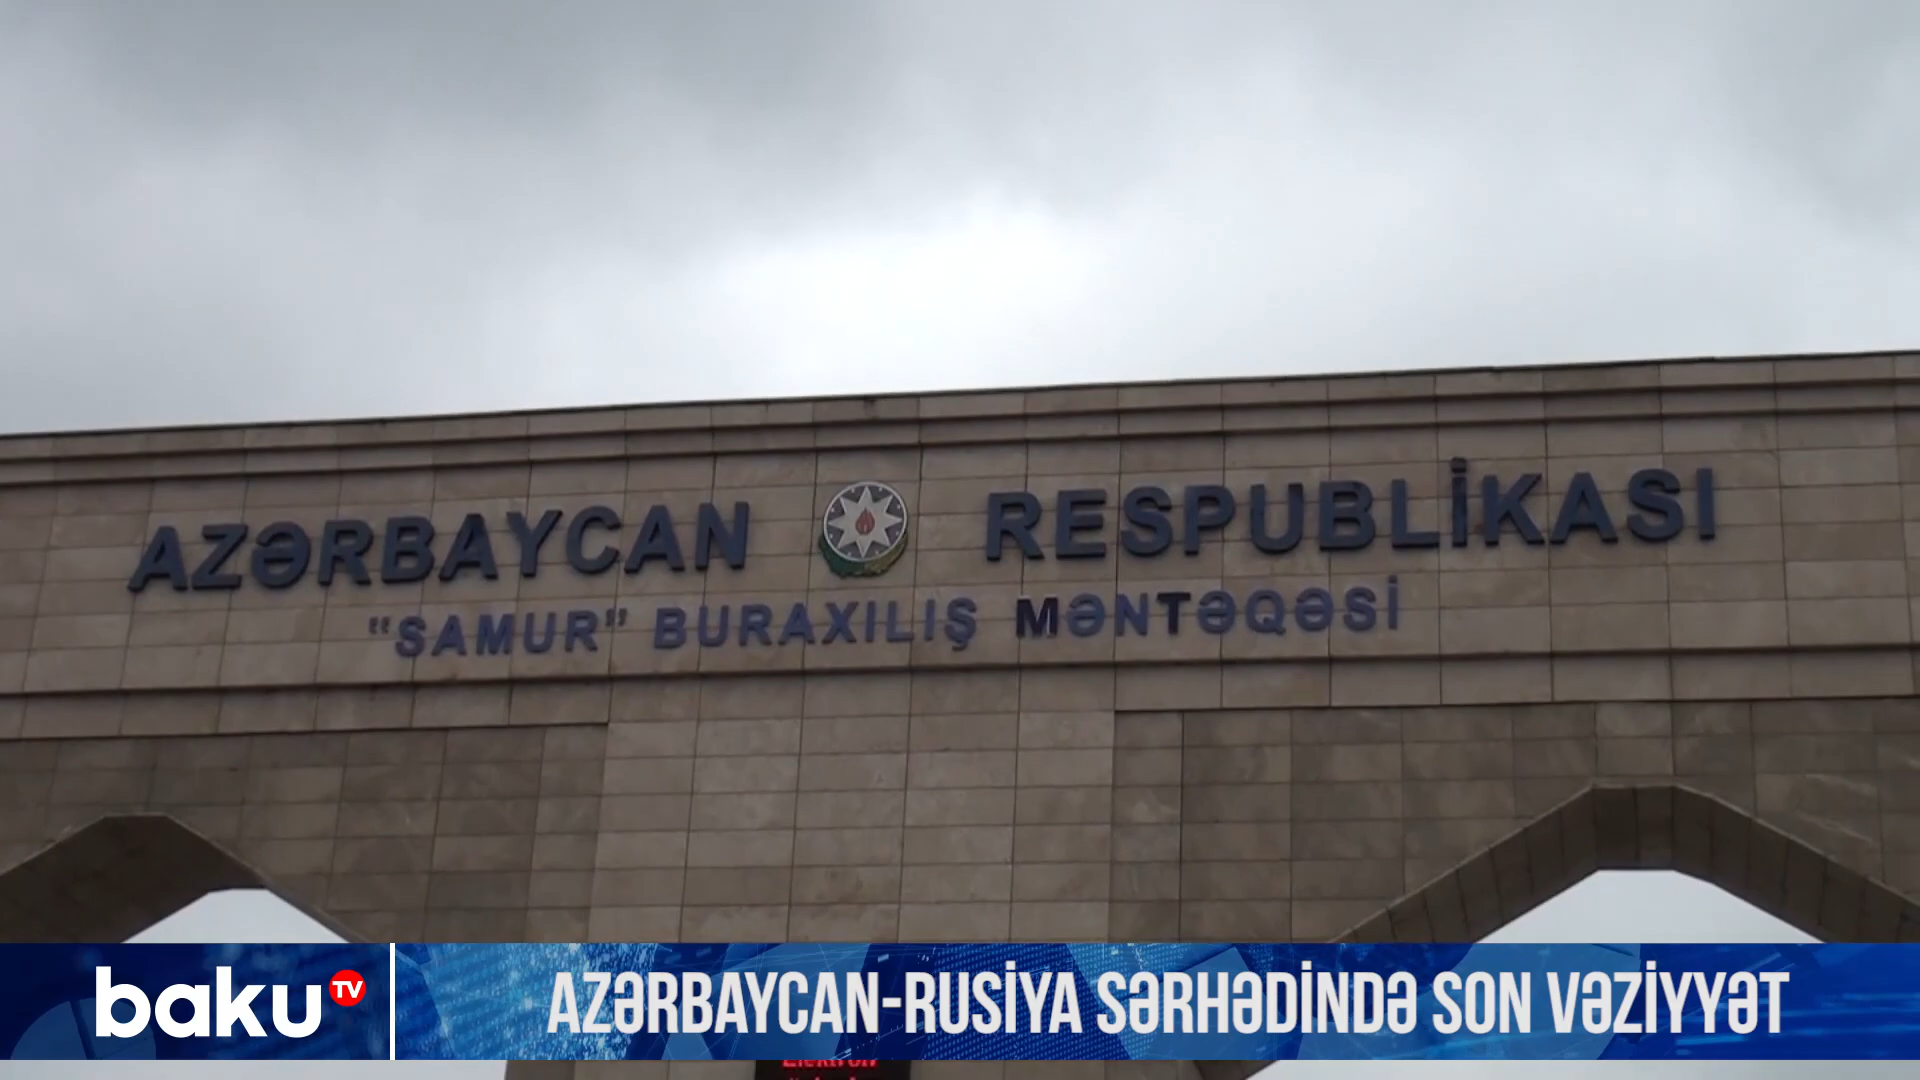 AZƏRBAYCAN RESPUBLİKASI
"SAMUR" BURAXILIŞ MƏNTƏQƏSİ
baku TV
AZƏRBAYCAN-RUSİYA SƏRHƏDİNDƏ SON VƏZİYYƏT